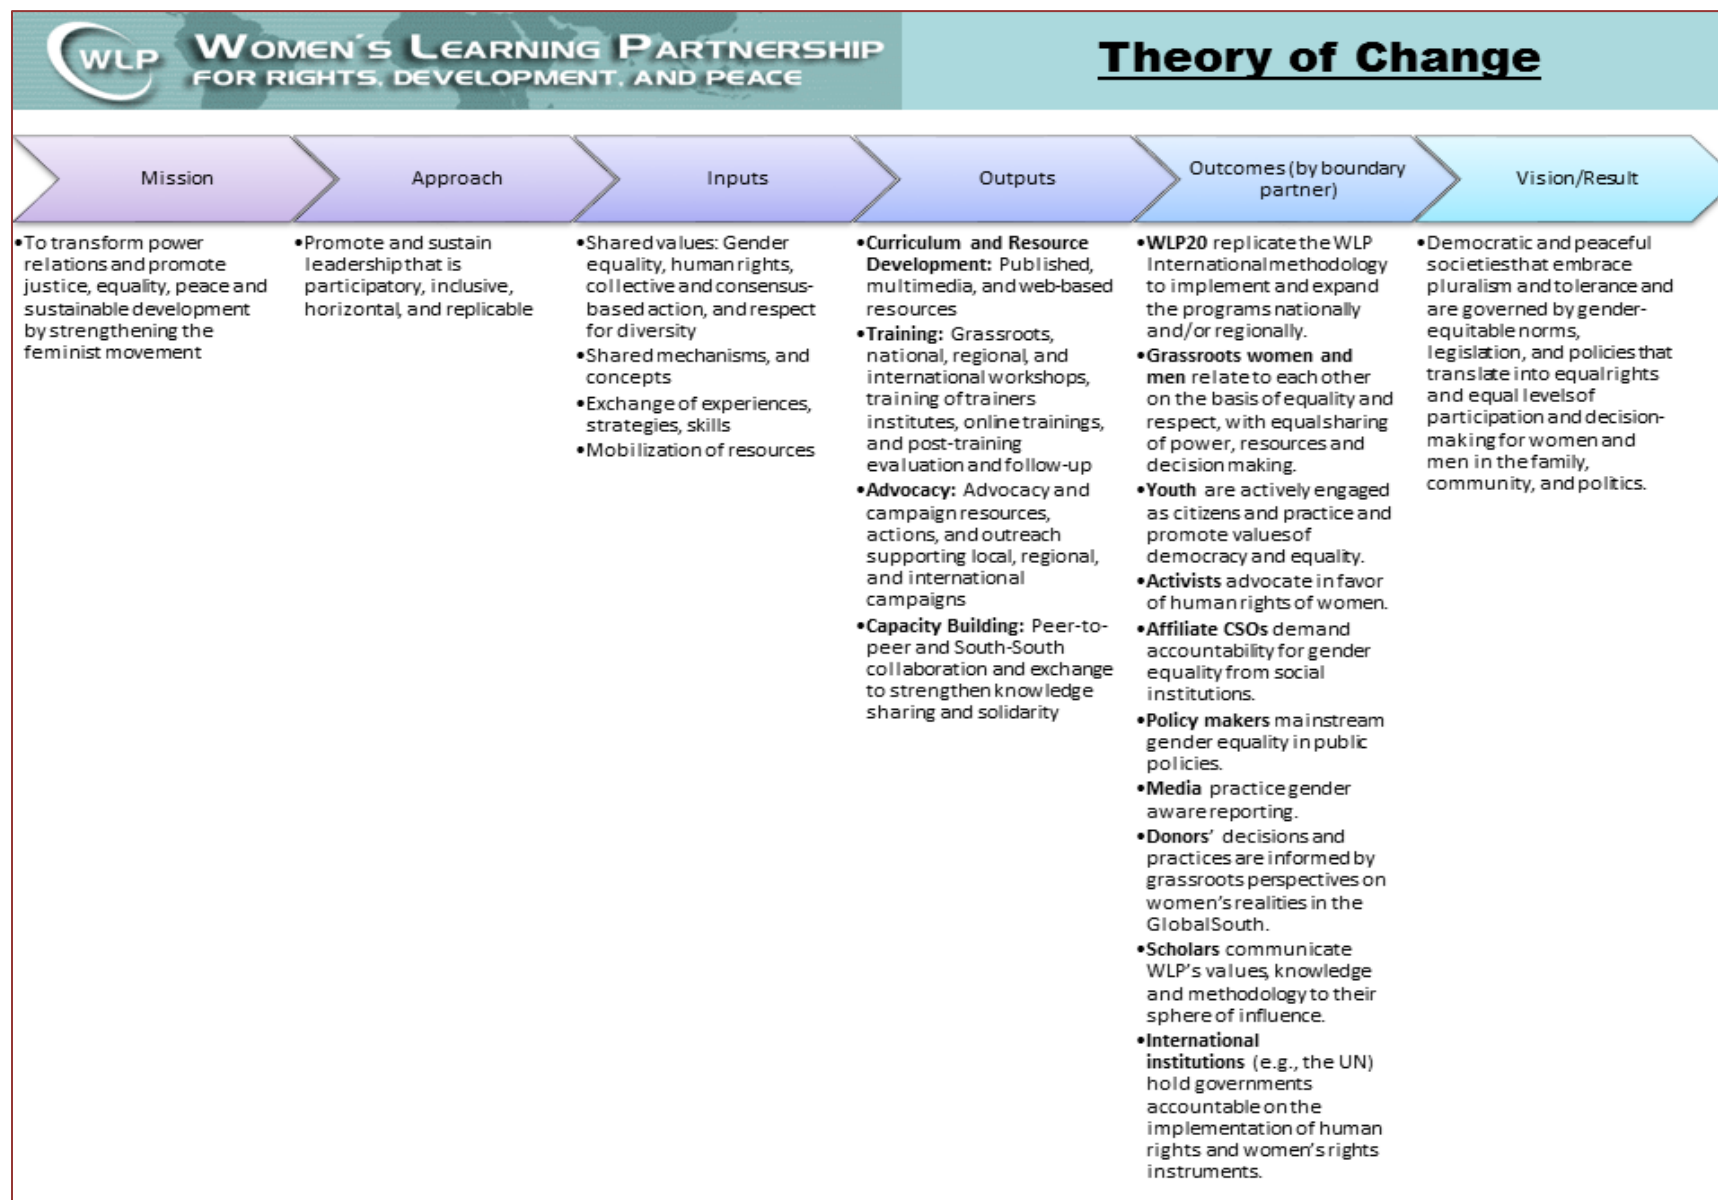 WLP
WOMEN´S LEARNING PARTNERSHIP
FOR RIGHTS, DEVELOPMENT, AND PEACE
Theory of Change
Mission
Approach
Inputs
Outputs
Outcomes (by boundary
partner)
Vision/Result
•To transform power
relations and promote
justice, equality, peace and
sustainable development
by strengthening the
feminist movement
•Promote and sustain
leadership that is
participatory, inclusive,
horizontal, and replicable
•Shared values: Gender
equality, human rights,
collective and consensus-
based action, and respect
for diversity
•Shared mechanisms, and
concepts
•Exchange of experiences,
strategies, skills
•Mobilization of resources
•Curriculum and Resource
Development: Published,
multimedia, and web-based
resources
•Training: Grassroots,
national, regional, and
international workshops,
training of trainers
institutes, online trainings,
and post-training
evaluation and follow-up
•Advocacy: Advocacy and
campaign resources,
actions, and outreach
supporting local, regional,
and international
campaigns
•Capacity Building: Peer-to-
peer and South-South
collaboration and exchange
to strengthen knowledge
sharing and solidarity
•WLP20 replicate the WLP
International methodology
to implement and expand
the programs nationally
and/or regionally.
•Grassroots women and
men relate to each other
on the basis of equality and
respect, with equal sharing
of power, resources and
decision making.
•Youth are actively engaged
as citizens and practice and
promote values of
democracy and equality.
•Activists advocate in favor
of human rights of women.
•Affiliate CSOs demand
accountability for gender
equality from social
institutions.
•Policy makers mainstream
gender equality in public
policies.
•Media practice gender
aware reporting.
•Donors’ decisions and
practices are informed by
grassroots perspectives on
women’s realities in the
Global South.
•Scholars communicate
WLP’s values, knowledge
and methodology to their
sphere of influence.
•International
institutions (e.g., the UN)
hold governments
accountable on the
implementation of human
rights and women’s rights
instruments.
•Democratic and peaceful
societies that embrace
pluralism and tolerance and
are governed by gender-
equitable norms,
legislation, and policies that
translate into equal rights
and equal levels of
participation and decision-
making for women and
men in the family,
community, and politics.